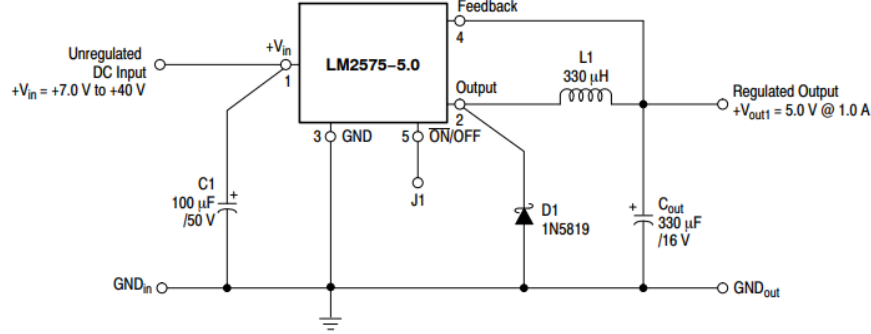 Feedback
4
Unregulated
DC Input
+Vin = +7.0 V to +40 V
+Vin
1
LM2575-5.0
L1
330 μH
Output
2
Regulated Output
+Vout1 = 5.0 V @ 1.0 A
3 GND
5 ON/OFF
J1
C1
100 μF
/50 V
+
D1
1N5819
+
Cout
330 μF
/16 V
GNDin
GNDout